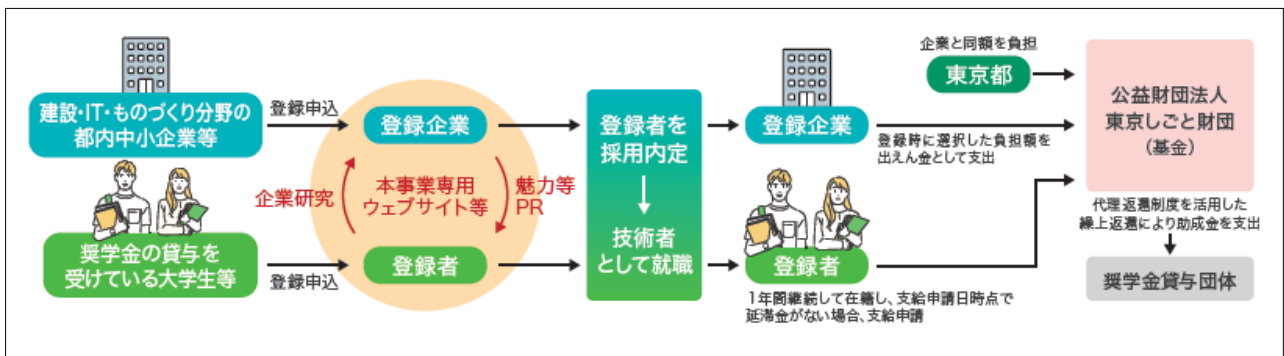 建設・IT・ものづくり分野の
都内中小企業等
登録申込
奨学金の貸与を
受けている大学生等
登録申込
登録企業
企業研究
本事業専用
ウェブサイト等
魅力等
PR
登録者
登録者を
採用内定
技術者
として就職
登録企業
登録時に選択した負担額を
出えん金として支出
登録者
1年間継続して在籍し、支給申請日時点で
延滞金がない場合、支給申請
企業と同額を負担
東京都
公益財団法人
東京しごと財団
（基金）
代理返還制度を活用した
繰上返還により助成金を支出
奨学金貸与団体